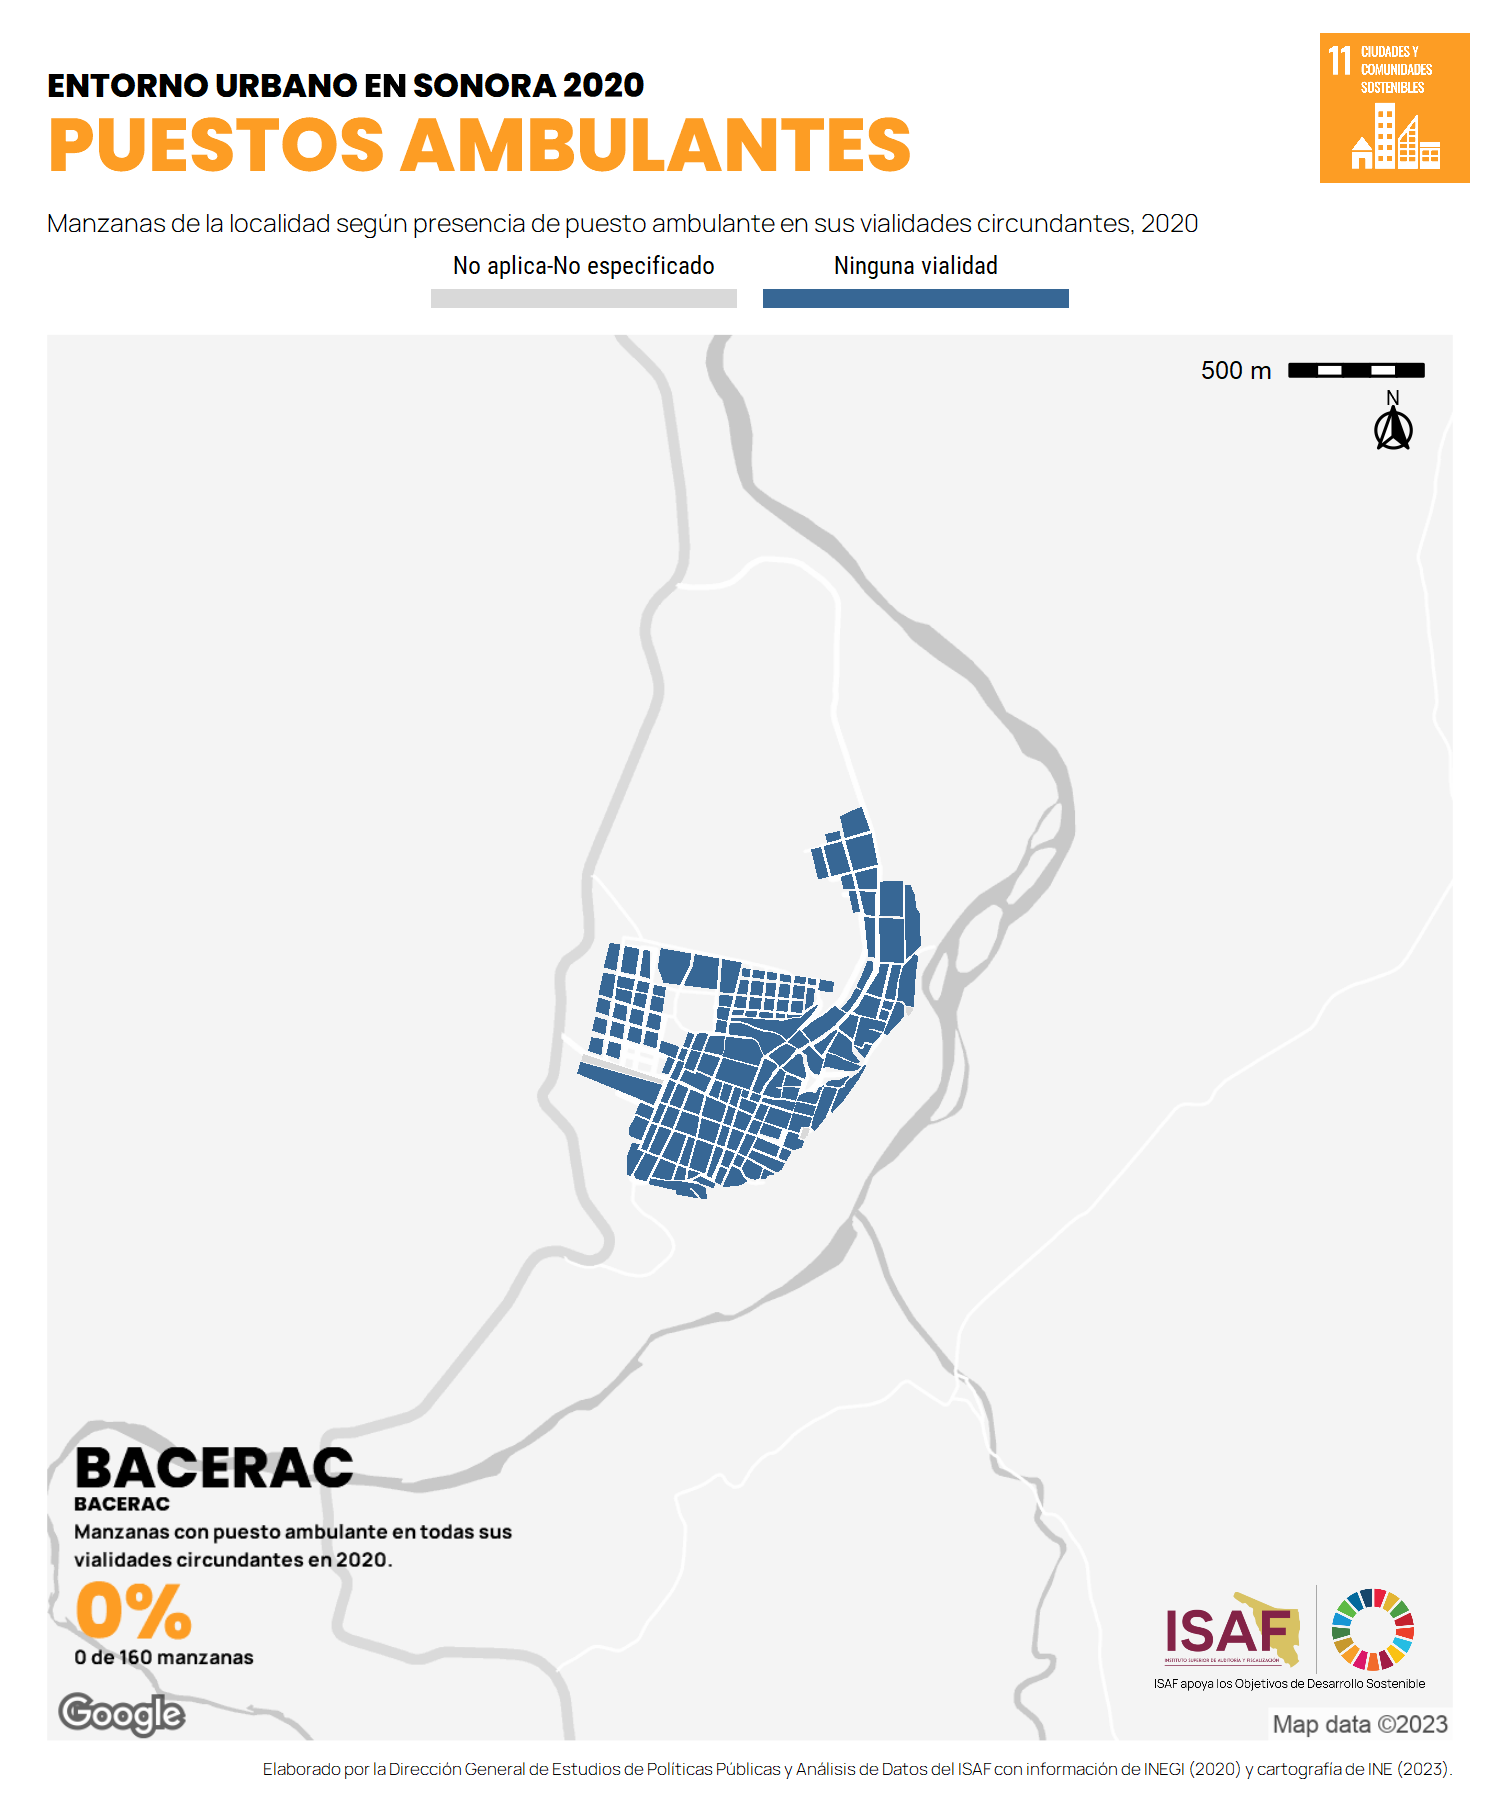 ENTORNO URBANO EN SONORA 2020
PUESTOS AMBULANTES
11 CIUDADES Y
COMUNIDADES
SOSTENIBLES
Manzanas de la localidad según presencia de puesto ambulante en sus vialidades circundantes, 2020
No aplica-No especificado
Ninguna vialidad
500 m
N
BACERAC
BACERAC
Manzanas con puesto ambulante en todas sus
vialidades circundantes en 2020.
0%
0 de 160 manzanas
Google
ISAF
INSTITUTO SUPERIOR DE AUDITORÍA Y FISCALIZACIÓN
ISAF apoya los Objetivos de Desarrollo Sostenible
Map data ©2023
Elaborado por la Dirección General de Estudios de Políticas Públicas y Análisis de Datos del ISAF con información de INEGI (2020) y cartografía de INE (2023).